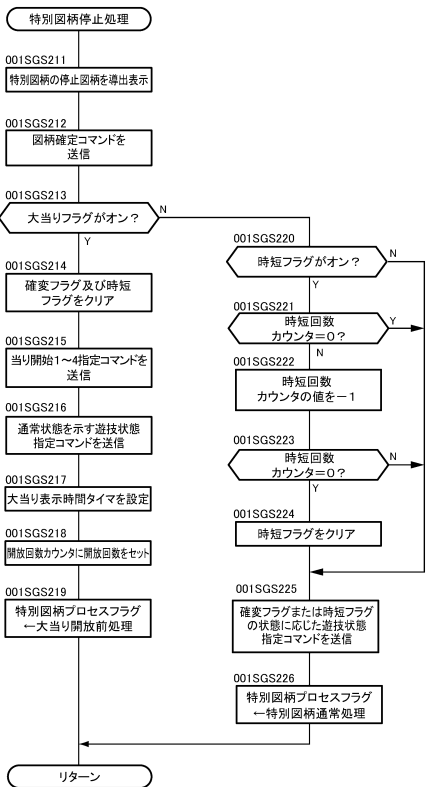 特別図柄停止処理
001SGS211
特別図柄の停止図柄を導出表示
001SGS212
図柄確定コマンドを
送信
001SGS213
大当りフラグがオン？
N
Y
001SGS214
確変フラグ及び時短
フラグをクリア
001SGS215
当り開始1～4指定コマンドを
送信
001SGS216
通常状態を示す遊技状態
指定コマンドを送信
001SGS217
大当り表示時間タイマを設定
001SGS218
開放回数カウンタに開放回数をセット
001SGS219
特別図柄プロセスフラグ
←大当り開放前処理
001SGS220
時短フラグがオン？
N
Y
001SGS221
時短回数
カウンタ＝0？
Y
N
001SGS222
時短回数
カウンタの値を－1
001SGS223
時短回数
カウンタ＝0？
N
Y
001SGS224
時短フラグをクリア
001SGS225
確変フラグまたは時短フラグ
の状態に応じた遊技状態
指定コマンドを送信
001SGS226
特別図柄プロセスフラグ
←特別図柄通常処理
リターン